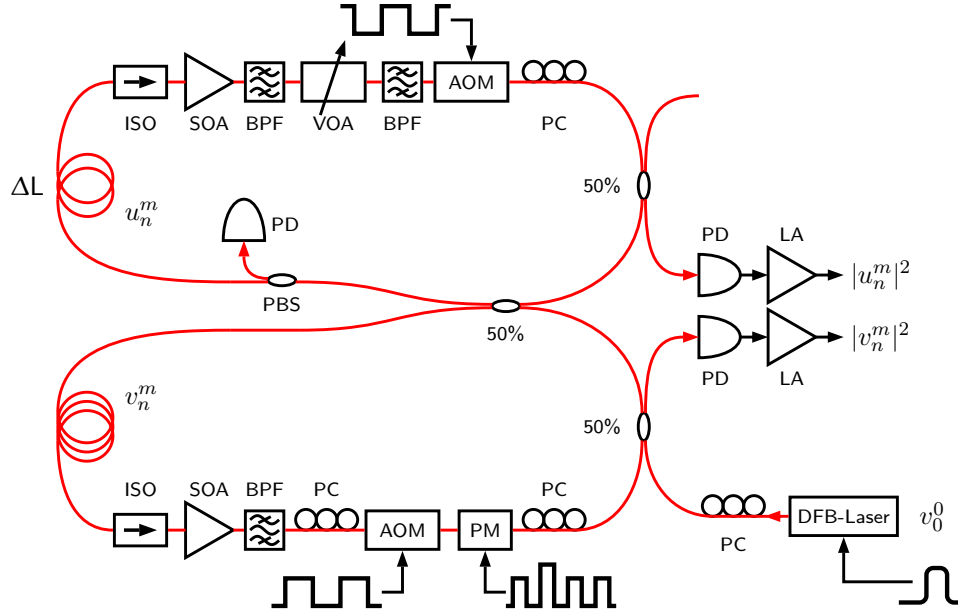 ISO
SOA
BPF
VOA
BPF
AOM
PC
ΔL
u_n^m
50%
PD
PBS
PD
LA
|u_n^m|^2
50%
|v_n^m|^2
PD
LA
v_n^m
50%
ISO
SOA
BPF
PC
AOM
PM
PC
PC
DFB-Laser
v_0^0